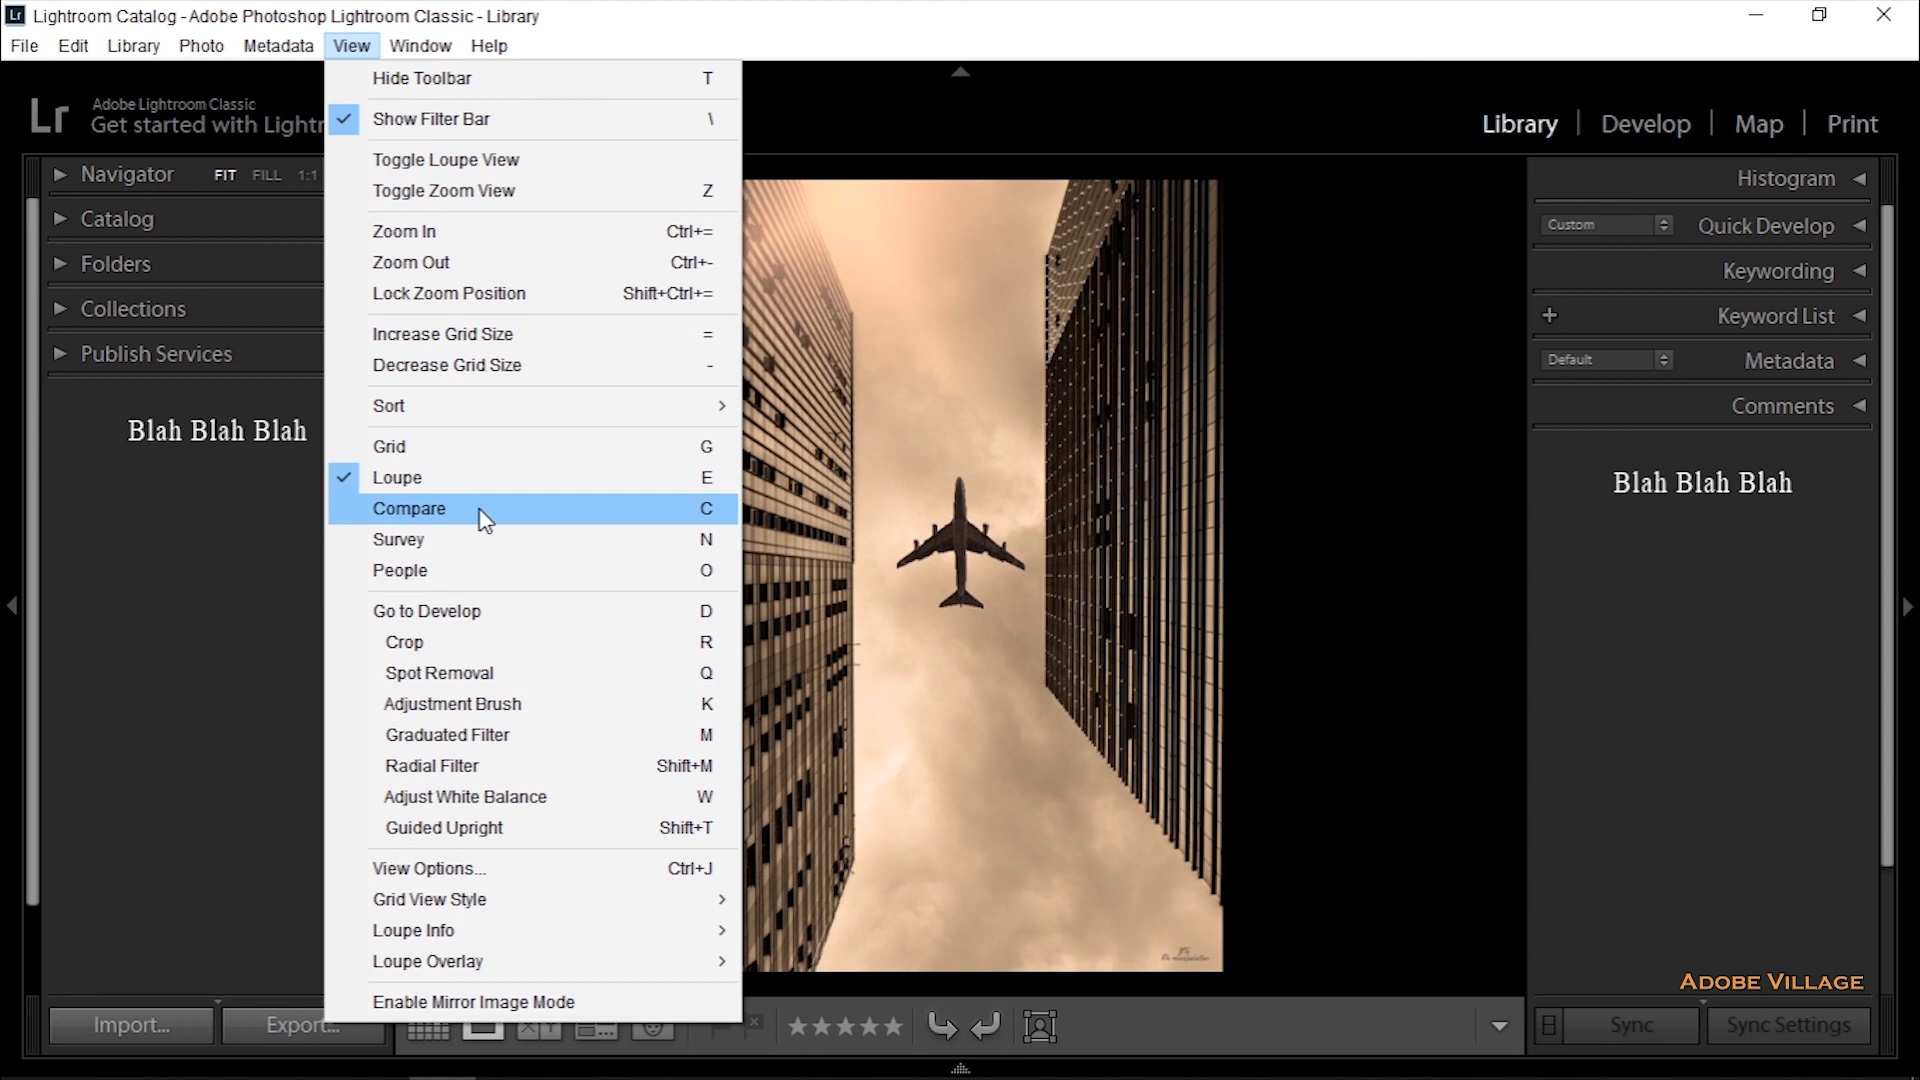 Lightroom Catalog - Adobe Photoshop Lightroom Classic - Library
File Edit Library Photo Metadata View Window Help
Lr Adobe Lightroom Classic
Get started with Lightr
Library | Develop | Map | Print
Navigator FIT FILL 1:1
Catalog
Folders
Collections
Publish Services
Blah Blah Blah
Hide Toolbar T
Show Filter Bar \
Toggle Loupe View
Toggle Zoom View Z
Zoom In Ctrl+=
Zoom Out Ctrl+-
Lock Zoom Position Shift+Ctrl+=
Increase Grid Size =
Decrease Grid Size -
Sort
Grid G
Loupe E
Compare C
Survey N
People O
Go to Develop D
Crop R
Spot Removal Q
Adjustment Brush K
Graduated Filter M
Radial Filter Shift+M
Adjust White Balance W
Guided Upright Shift+T
View Options... Ctrl+J
Grid View Style
Loupe Info
Loupe Overlay
Enable Mirror Image Mode
Histogram
Custom Quick Develop
Keywording
+ Keyword List
Default Metadata
Comments
Blah Blah Blah
ADOBE VILLAGE
Import... Export...
Sync Sync Settings